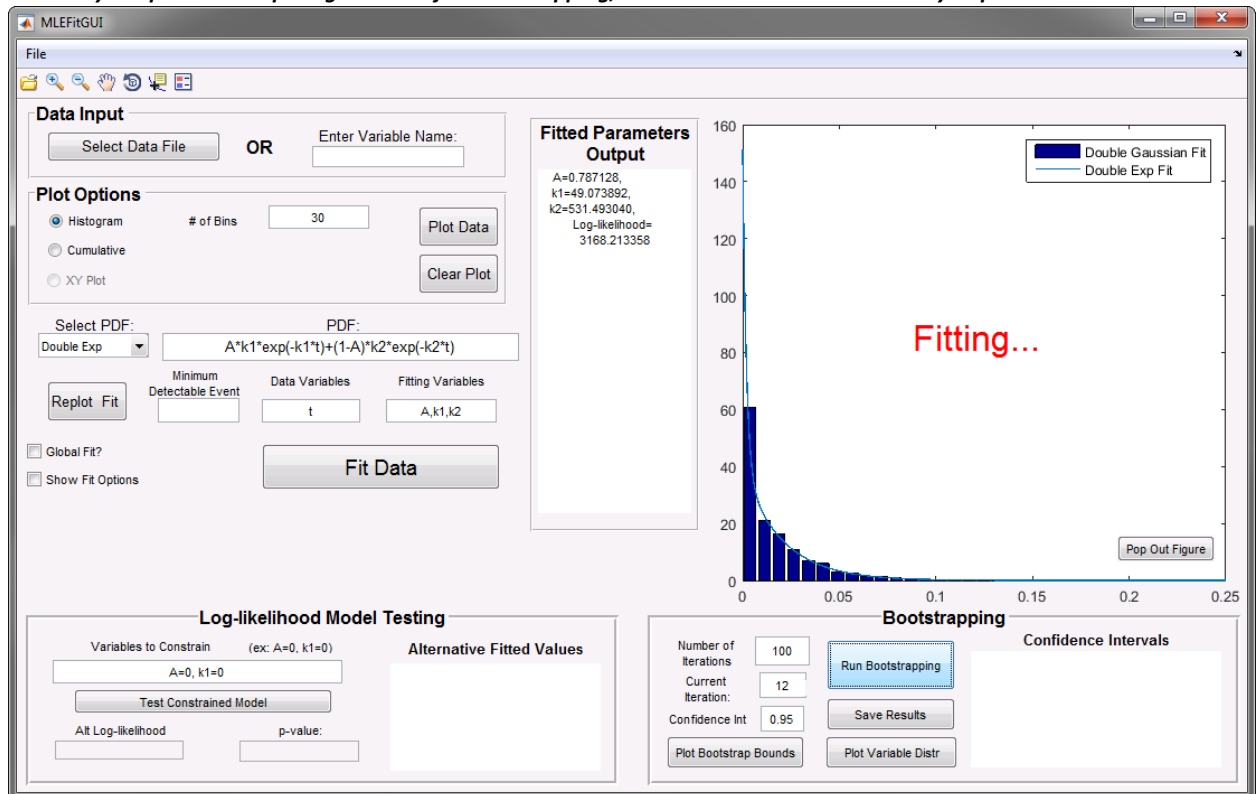 MLEFitGUI
File
Data Input
Select Data File
OR
Enter Variable Name:
Plot Options
Histogram
# of Bins
30
Plot Data
Cumulative
XY Plot
Clear Plot
Select PDF:
PDF:
Double Exp
A*k1*exp(-k1*t)+(1-A)*k2*exp(-k2*t)
Replot Fit
Minimum
Detectable Event
Data Variables
Fitting Variables
t
A,k1,k2
Global Fit?
Show Fit Options
Fit Data
Fitted Parameters
Output
A=0.787128,
k1=49.073892,
k2=531.493040,
Log-likelihood=
3168.213358
160
140
120
100
80
60
40
20
0
0
0.05
0.1
0.15
0.2
0.25
Double Gaussian Fit
Double Exp Fit
Fitting...
Pop Out Figure
Log-likelihood Model Testing
Variables to Constrain
(ex: A=0, k1=0)
A=0, k1=0
Test Constrained Model
Alt Log-likelihood
p-value:
Alternative Fitted Values
Bootstrapping
Number of
Iterations
100
Current
Iteration:
12
Confidence Int
0.95
Run Bootstrapping
Save Results
Plot Bootstrap Bounds
Plot Variable Distr
Confidence Intervals